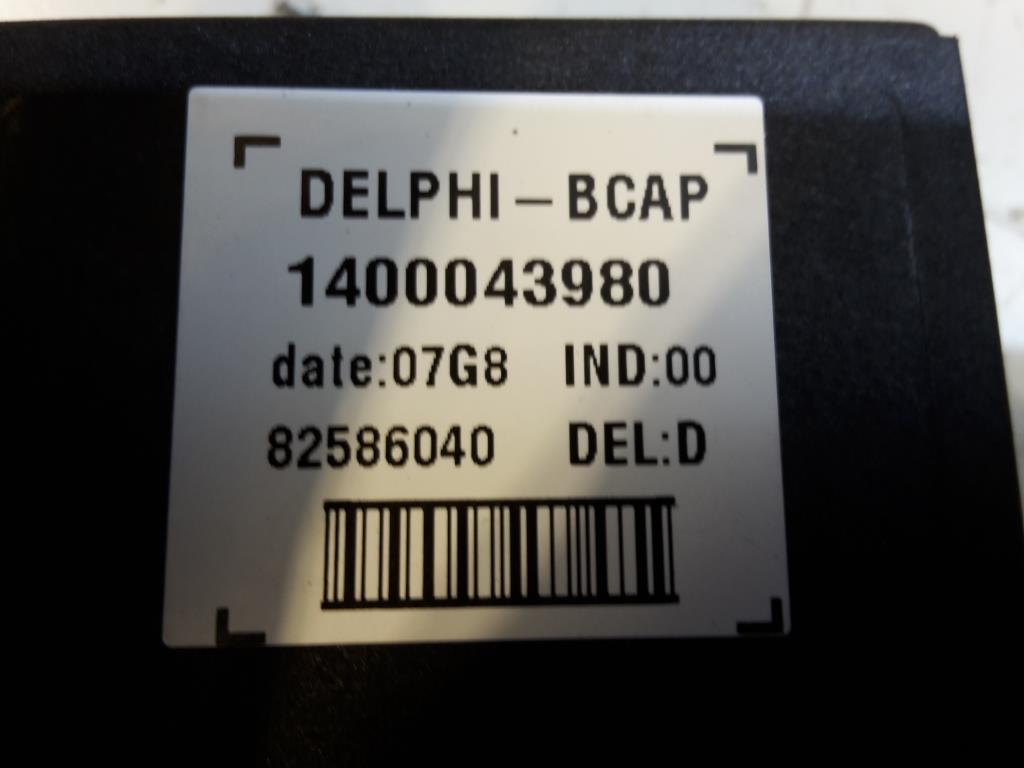 DELPHI – BCAP
1400043980
date:07G8 IND:00
82586040 DEL:D